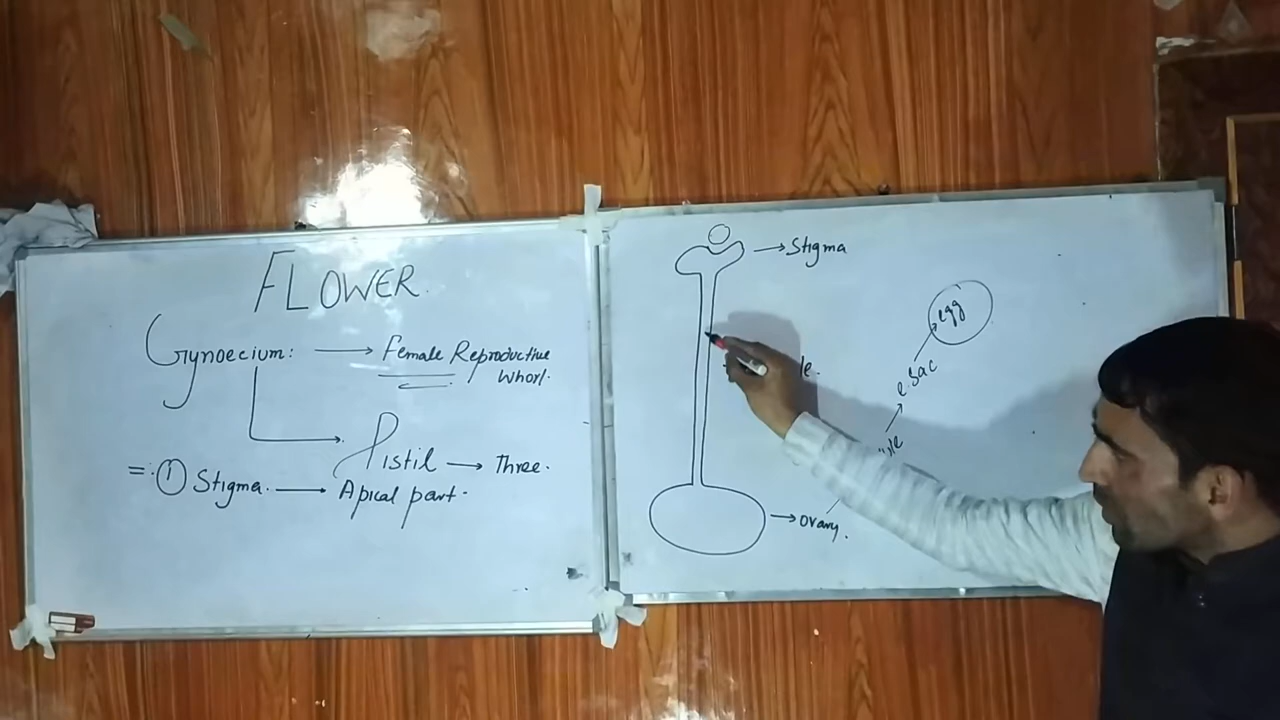 FLOWER.
Gynoecium: → Female Reproductive
Whorl.
Pistil → Three.
=: ① Stigma. → Apical part.
→ Stigma
egg
e. Sac
→ ovary.